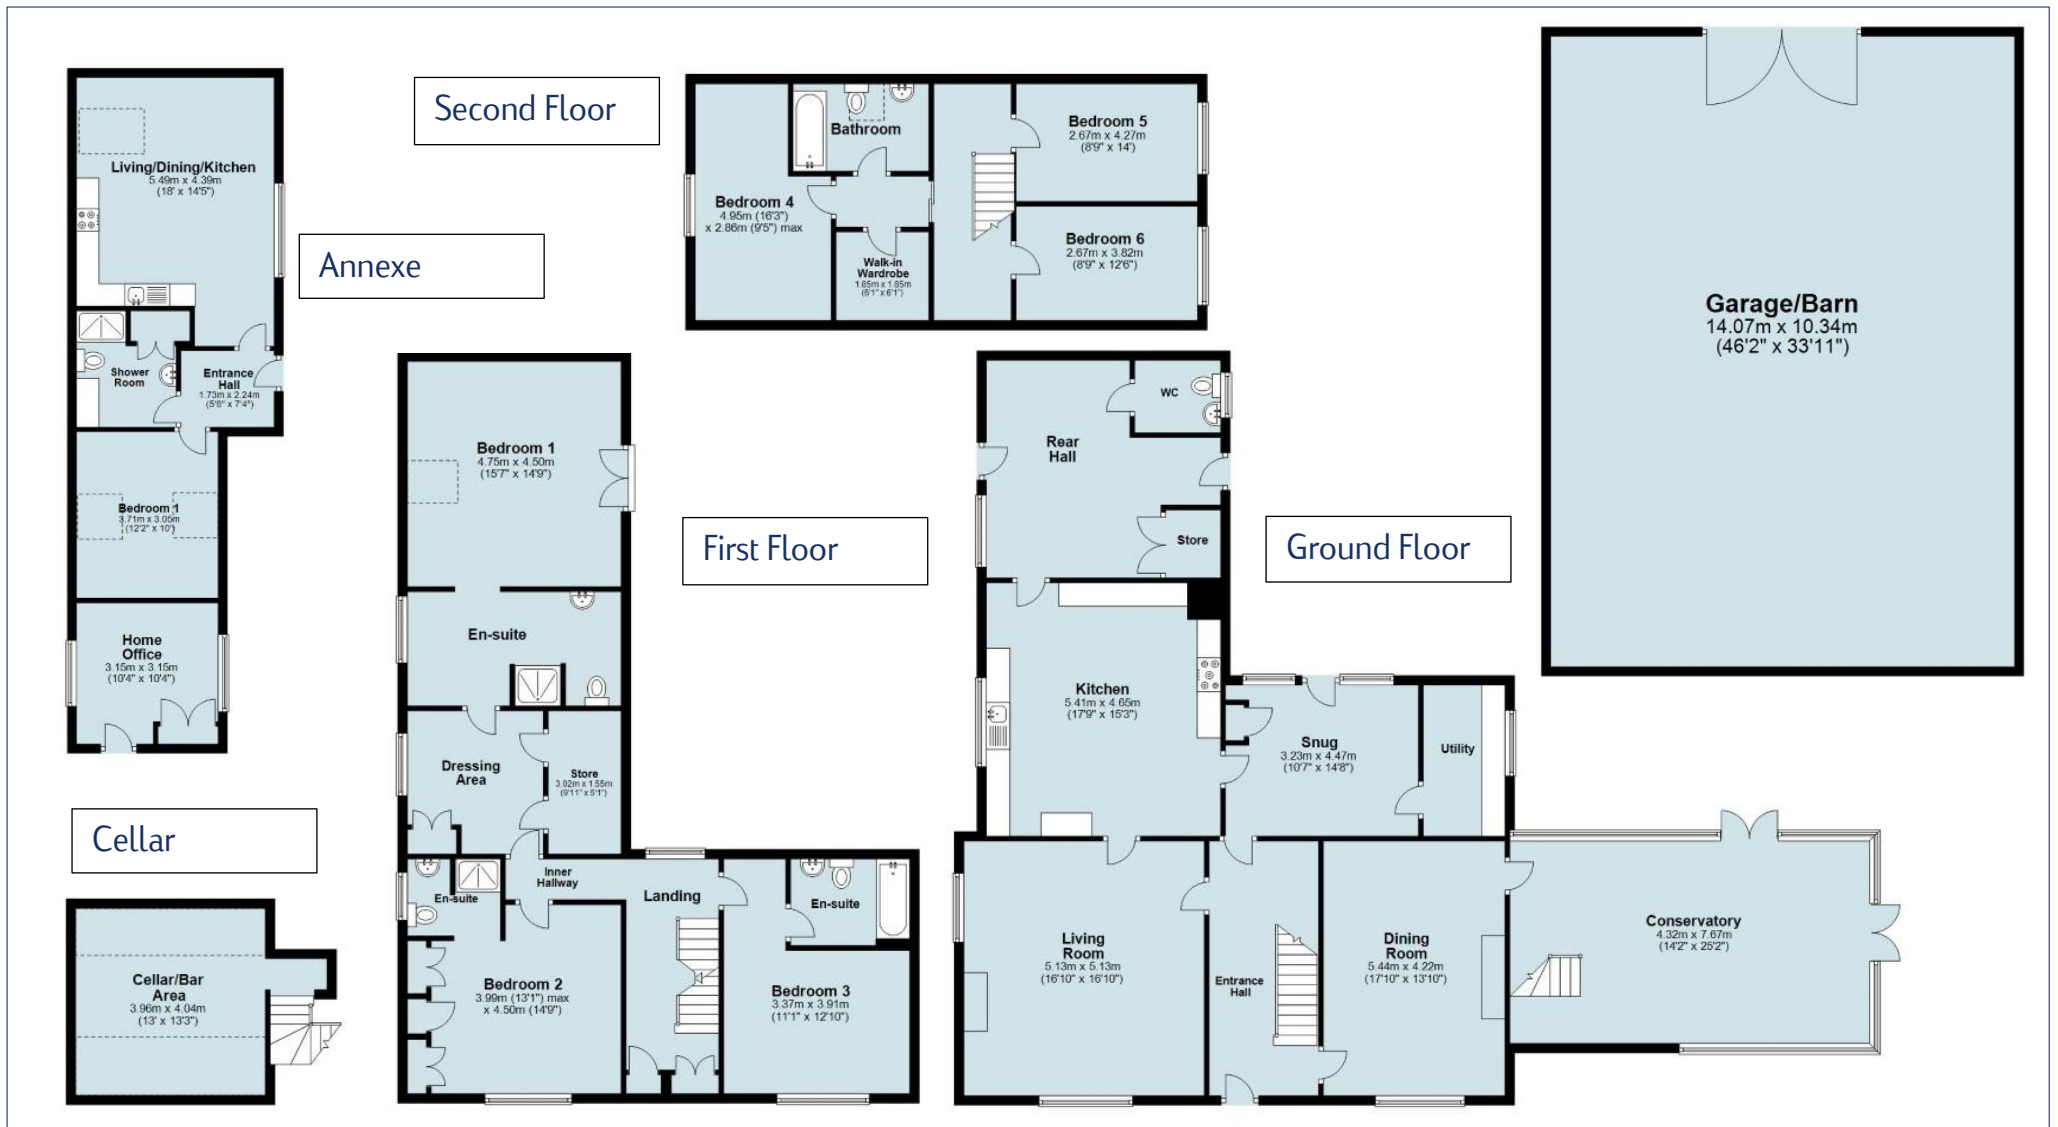 Second Floor
Annexe
First Floor
Ground Floor
Cellar
Living/Dining/Kitchen
5.49m x 4.39m
(18' x 14'5")
Shower
Room
Entrance
Hall
1.73m x 2.24m
(5'8" x 7'4")
Bedroom 1
3.71m x 3.05m
(12'2" x 10')
Home
Office
3.15m x 3.15m
(10'4" x 10'4")
Cellar/Bar
Area
3.96m x 4.04m
(13' x 13'3")
Bathroom
Bedroom 4
4.95m (16'3")
x 2.86m (9'5") max
Walk-in
Wardrobe
1.85m x 1.85m
(6'1" x 6'1")
Bedroom 5
2.67m x 4.27m
(8'9" x 14')
Bedroom 6
2.67m x 3.82m
(8'9" x 12'6")
Bedroom 1
4.75m x 4.50m
(15'7" x 14'9")
En-suite
Dressing
Area
Store
3.02m x 1.55m
(9'11" x 5'1")
Inner
Hallway
En-suite
Landing
En-suite
Bedroom 2
3.99m (13'1") max
x 4.50m (14'9")
Bedroom 3
3.37m x 3.91m
(11'1" x 12'10")
WC
Rear
Hall
Store
Kitchen
5.41m x 4.65m
(17'9" x 15'3")
Snug
3.23m x 4.47m
(10'7" x 14'8")
Utility
Living
Room
5.13m x 5.13m
(16'10" x 16'10")
Entrance
Hall
Dining
Room
5.44m x 4.22m
(17'10" x 13'10")
Conservatory
4.32m x 7.67m
(14'2" x 25'2")
Garage/Barn
14.07m x 10.34m
(46'2" x 33'11")